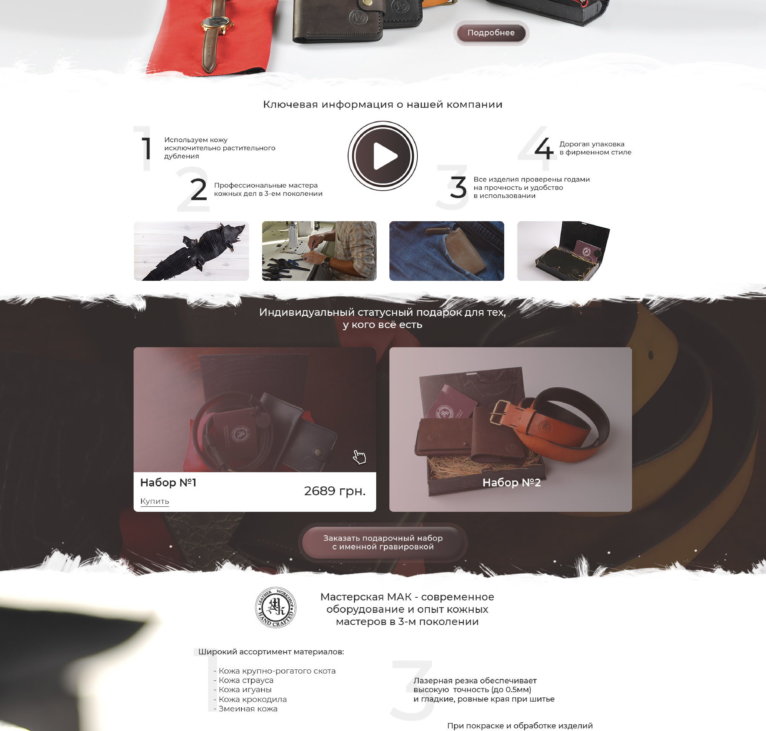 Подробнее
Ключевая информация о нашей компании
1
Используем кожу
исключительно растительного
дубления
2
Профессиональные мастера
кожных дел в 3-ем поколении
3
Все изделия проверены годами
на прочность и удобство
в использовании
4
Дорогая упаковка
в фирменном стиле
Индивидуальный статусный подарок для тех,
у кого всё есть
Набор №1
Купить
2689 грн.
Набор №2
Заказать подарочный набор
с именной гравировкой
HAND CRAFTED
Мастерская МАК - современное
оборудование и опыт кожных
мастеров в 3-м поколении
1
Широкий ассортимент материалов:
- Кожа крупно-рогатого скота
- Кожа страуса
- Кожа игуаны
- Кожа крокодила
- Змеиная кожа
3
Лазерная резка обеспечивает
высокую точность (до 0.5мм)
и гладкие, ровные края при шитье
При покраске и обработке изделий